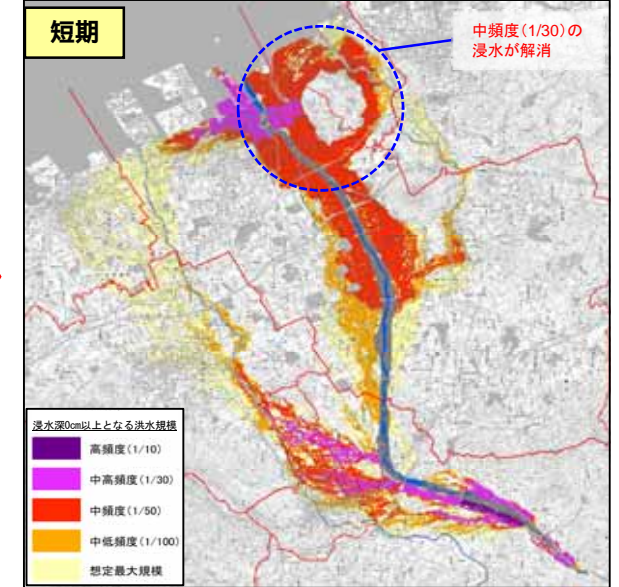 短期
中頻度(1/30)の
浸水が解消
浸水深0cm以上となる洪水規模
高頻度(1/10)
中高頻度(1/30)
中頻度(1/50)
中低頻度(1/100)
想定最大規模